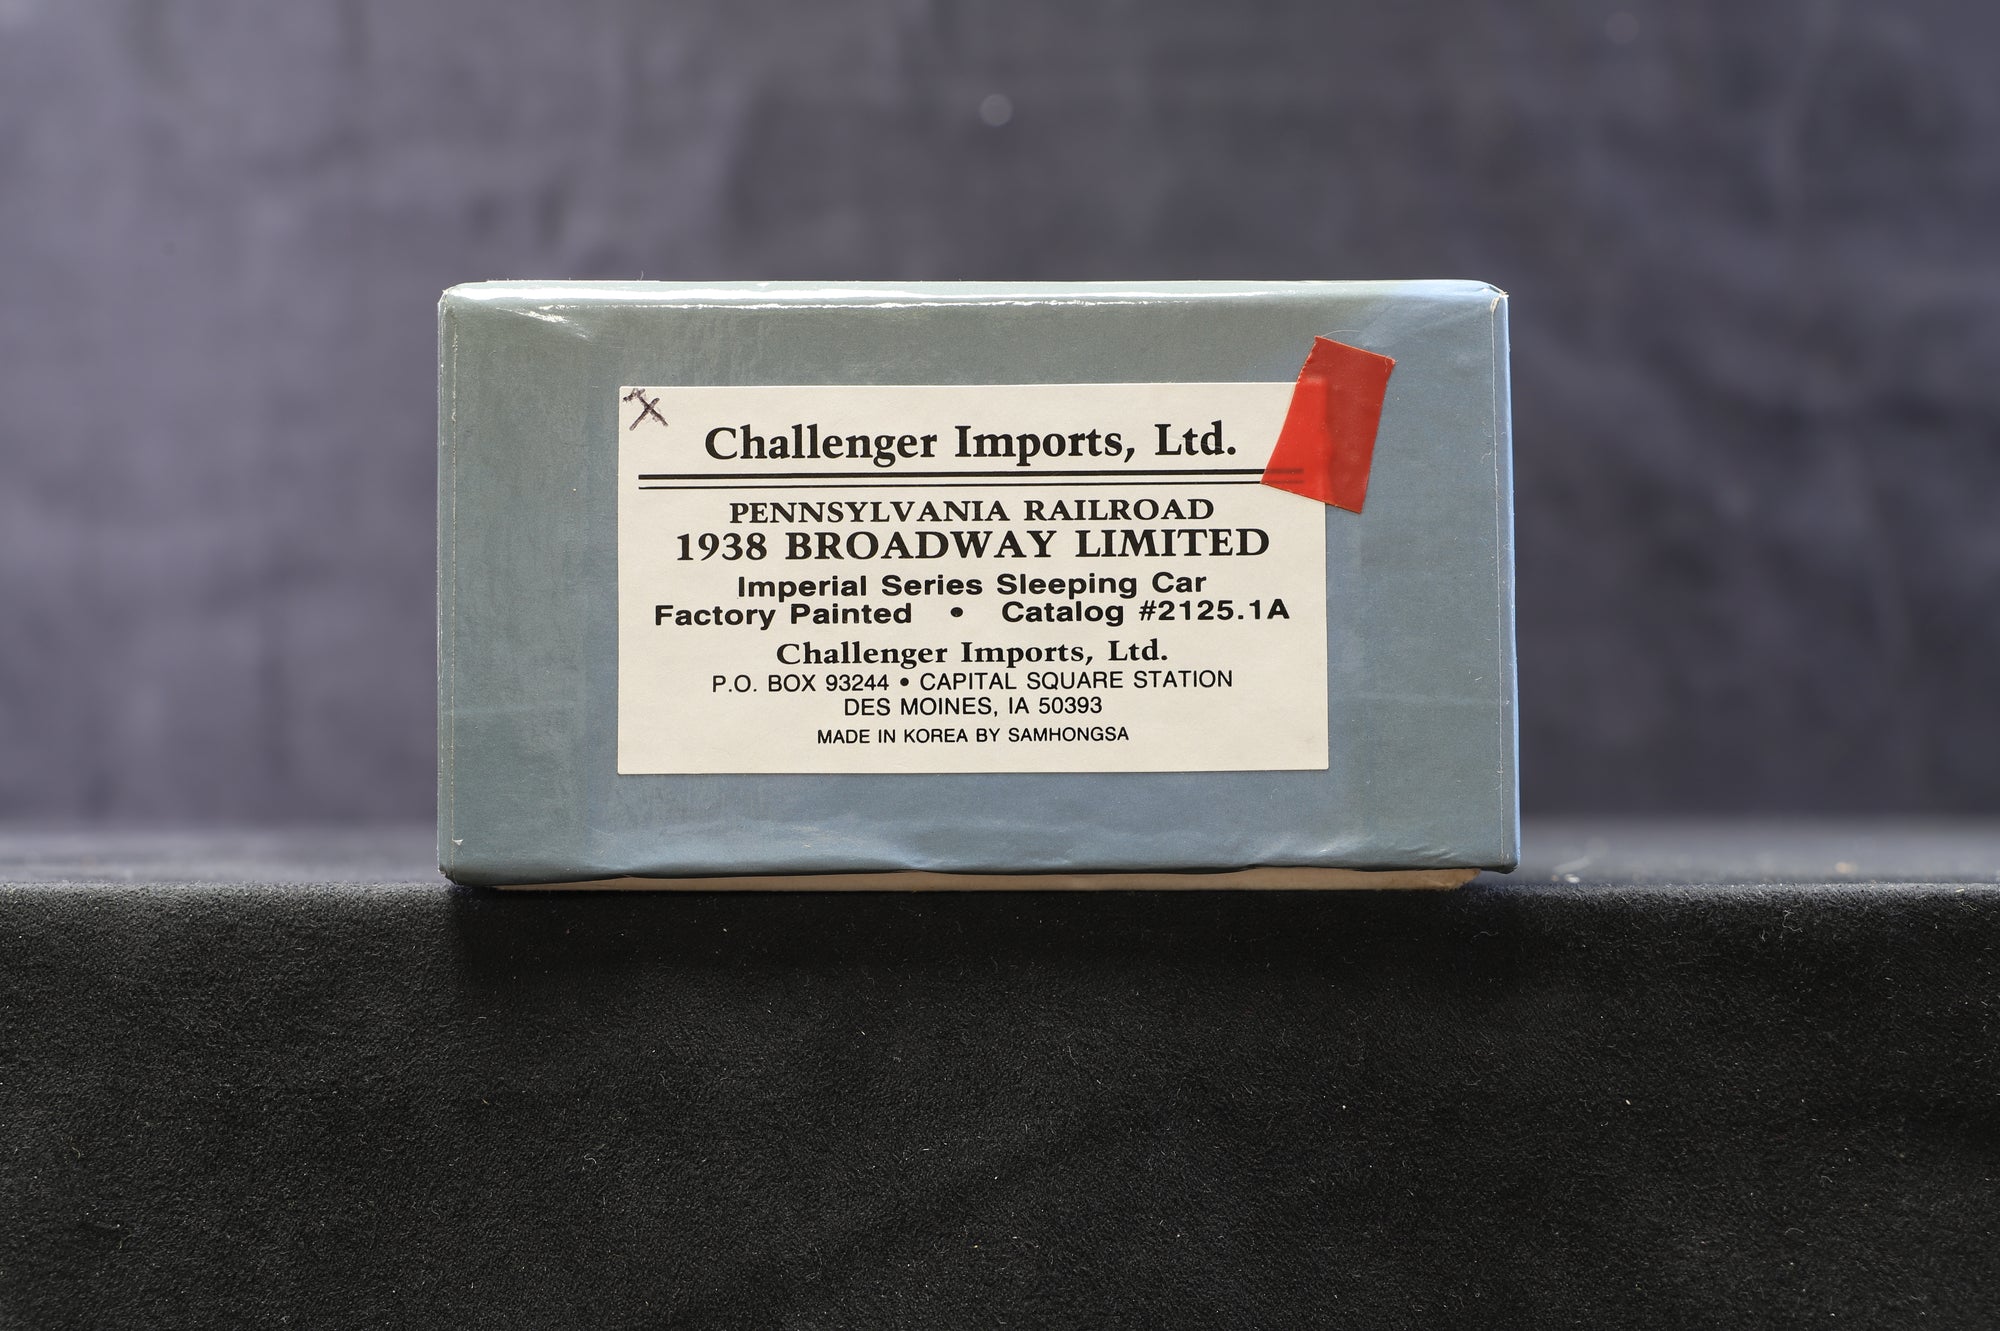 X
Challenger Imports, Ltd.
PENNSYLVANIA RAILROAD
1938 BROADWAY LIMITED
Imperial Series Sleeping Car
Factory Painted • Catalog #2125.1A
Challenger Imports, Ltd.
P.O. BOX 93244 • CAPITAL SQUARE STATION
DES MOINES, IA 50393
MADE IN KOREA BY SAMHONGSA